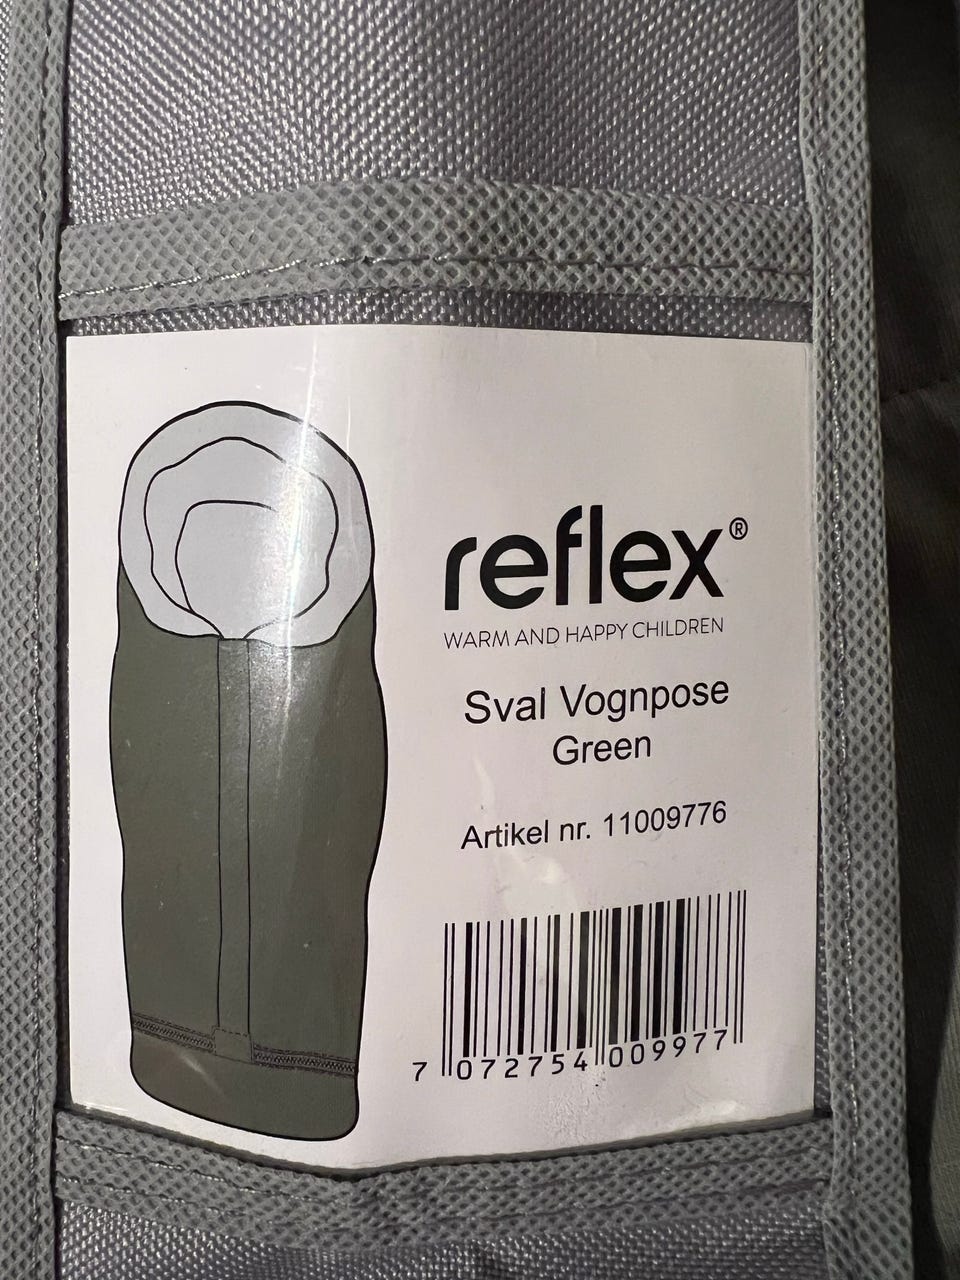 reflex®
WARM AND HAPPY CHILDREN
Sval Vognpose
Green
Artikel nr. 11009776
7 072754 009977